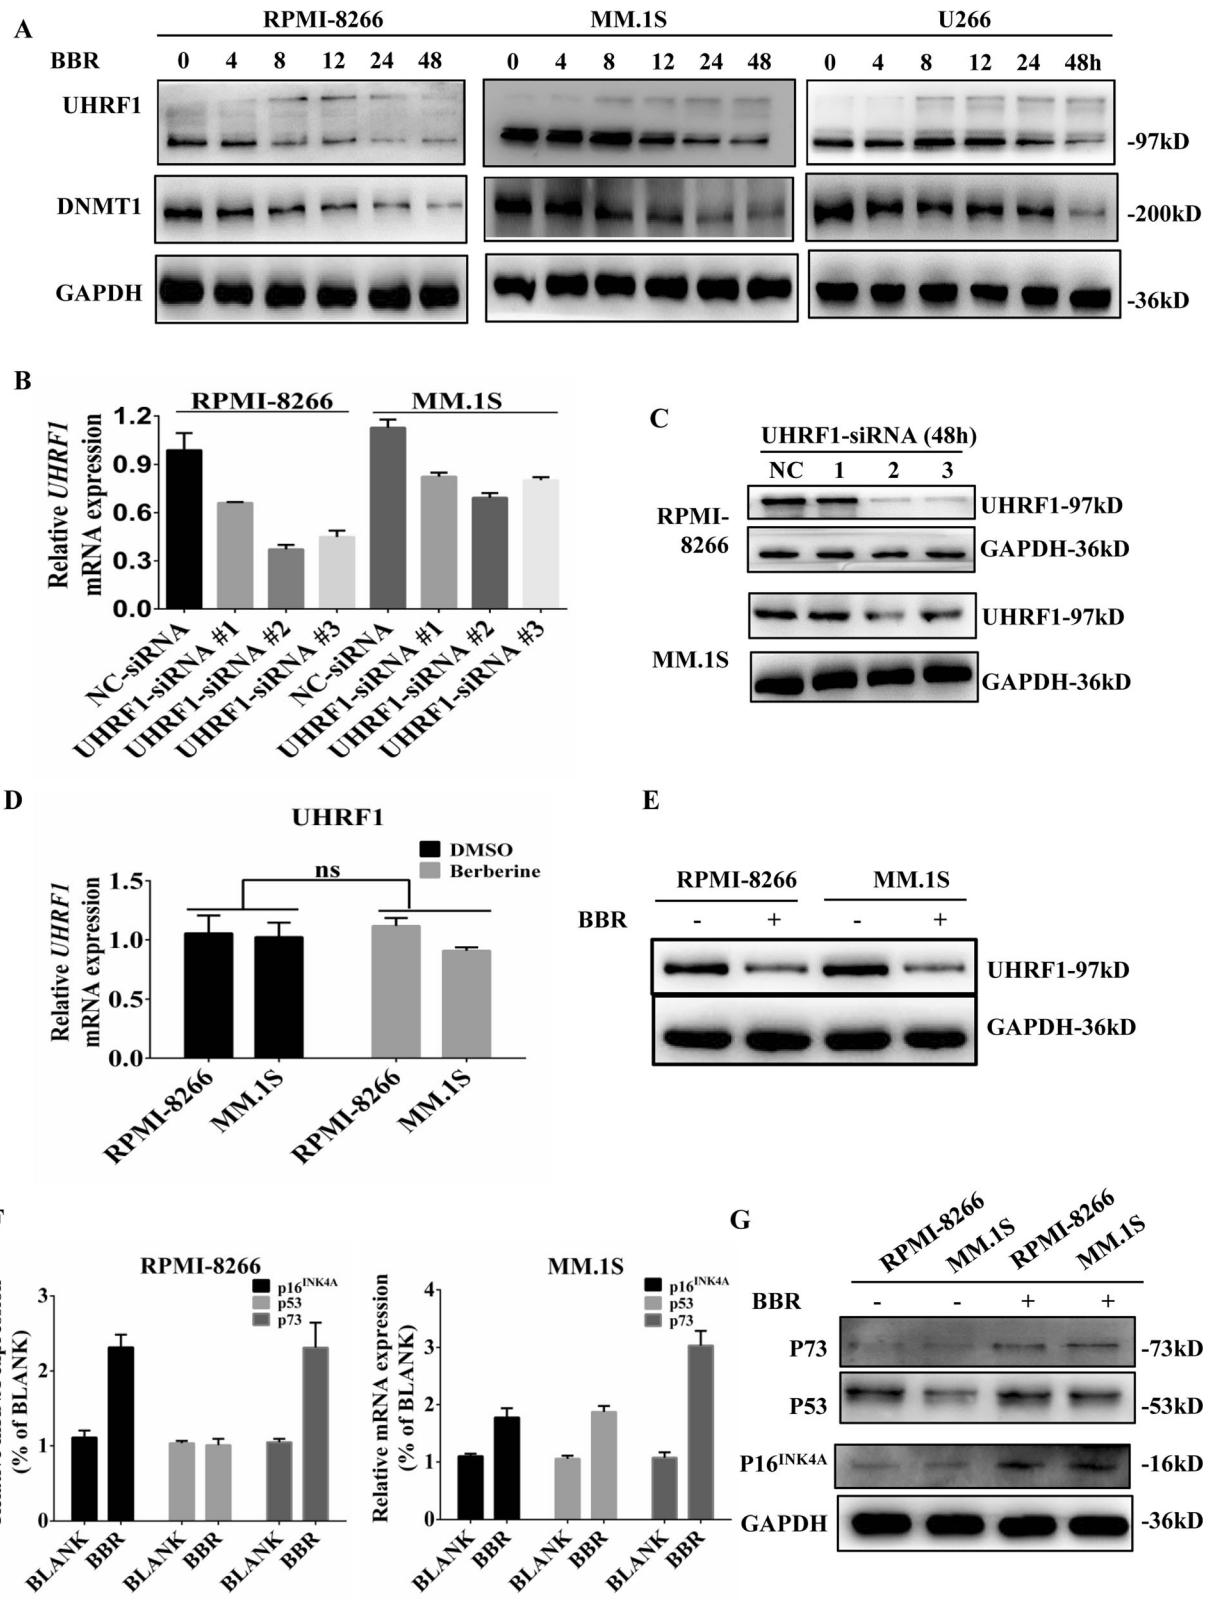 A
RPMI-8266 MM.1S U266
BBR 0 4 8 12 24 48 0 4 8 12 24 48 0 4 8 12 24 48h
UHRF1 -97kD
DNMT1 -200kD
GAPDH -36kD
B
RPMI-8266 MM.1S
Relative UHRF1
mRNA expression
1.2
0.9
0.6
0.3
0.0
NC-siRNA UHRF1-siRNA #1 UHRF1-siRNA #2 UHRF1-siRNA #3 NC-siRNA UHRF1-siRNA #1 UHRF1-siRNA #2 UHRF1-siRNA #3
C
UHRF1-siRNA (48h)
NC 1 2 3
RPMI-
8266
UHRF1-97kD
GAPDH-36kD
MM.1S
UHRF1-97kD
GAPDH-36kD
D
UHRF1
DMSO
Berberine
ns
Relative UHRF1
mRNA expression
1.5
1.0
0.5
0.0
RPMI-8266 MM.1S RPMI-8266 MM.1S
E
RPMI-8266 MM.1S
BBR - + - +
UHRF1-97kD
GAPDH-36kD
RPMI-8266
p16INK4A
p53
p73
(% of BLANK)
3
2
1
0
BLANK BBR BLANK BBR BLANK BBR
MM.1S
p16INK4A
p53
p73
Relative mRNA expression
(% of BLANK)
4
3
2
1
0
BLANK BBR BLANK BBR BLANK BBR
G
RPMI-8266 MM.1S RPMI-8266 MM.1S
BBR - - + +
P73 -73kD
P53 -53kD
P16INK4A -16kD
GAPDH -36kD